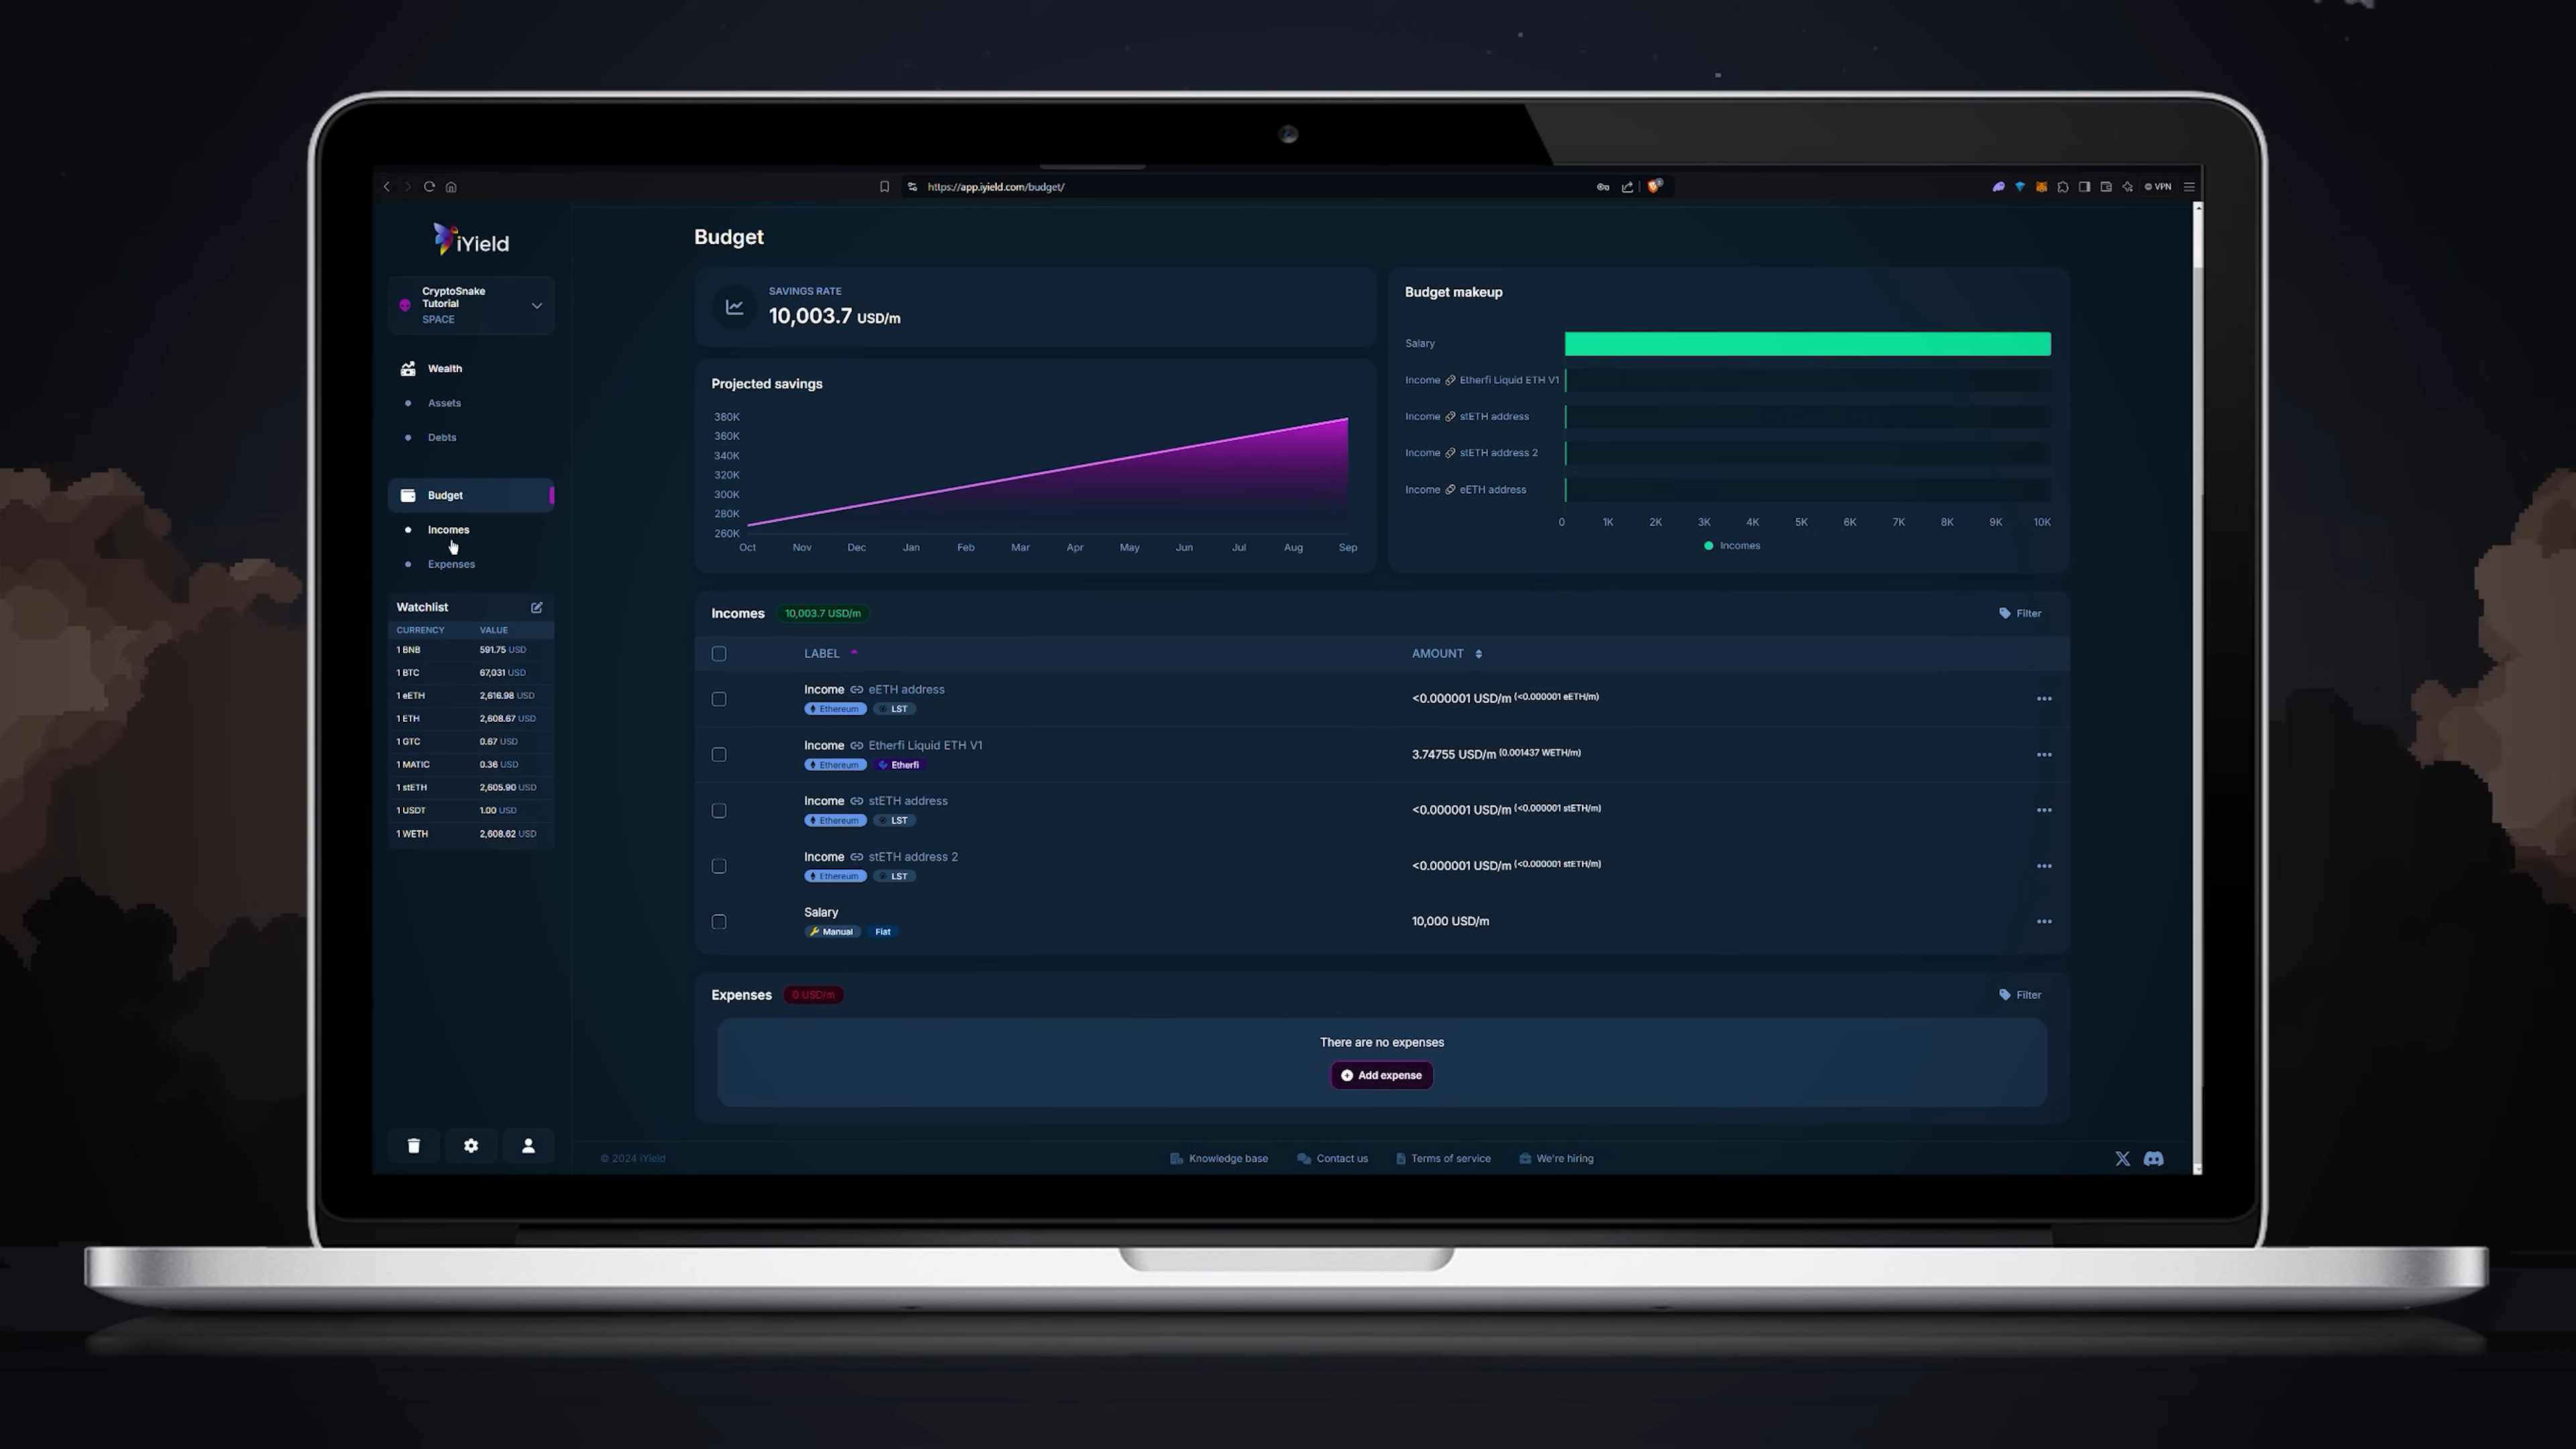 https://app.iyield.com/budget/
VPN
iYield
CryptoSnake
Tutorial
SPACE
Wealth
Assets
Debts
Budget
Incomes
Expenses
Watchlist
CURRENCY VALUE
1 BNB 591.75 USD
1 BTC 67,031 USD
1 eETH 2,616.98 USD
1 ETH 2,608.67 USD
1 GTC 0.67 USD
1 MATIC 0.36 USD
1 stETH 2,605.90 USD
1 USDT 1.00 USD
1 WETH 2,608.62 USD
Budget
SAVINGS RATE
10,003.7 USD/m
Projected savings
380K
360K
340K
320K
300K
280K
260K
Oct Nov Dec Jan Feb Mar Apr May Jun Jul Aug Sep
Budget makeup
Salary
Income Etherfi Liquid ETH V1
Income stETH address
Income stETH address 2
Income eETH address
0 1K 2K 3K 4K 5K 6K 7K 8K 9K 10K
Incomes
Incomes 10,003.7 USD/m Filter
LABEL AMOUNT
Income eETH address
Ethereum LST
<0.000001 USD/m (<0.000001 eETH/m)
Income Etherfi Liquid ETH V1
Ethereum Etherfi
3.74755 USD/m (0.001437 WETH/m)
Income stETH address
Ethereum LST
<0.000001 USD/m (<0.000001 stETH/m)
Income stETH address 2
Ethereum LST
<0.000001 USD/m (<0.000001 stETH/m)
Salary
Manual Fiat
10,000 USD/m
Expenses 0 USD/m Filter
There are no expenses
Add expense
© 2024 iYield
Knowledge base Contact us Terms of service We're hiring